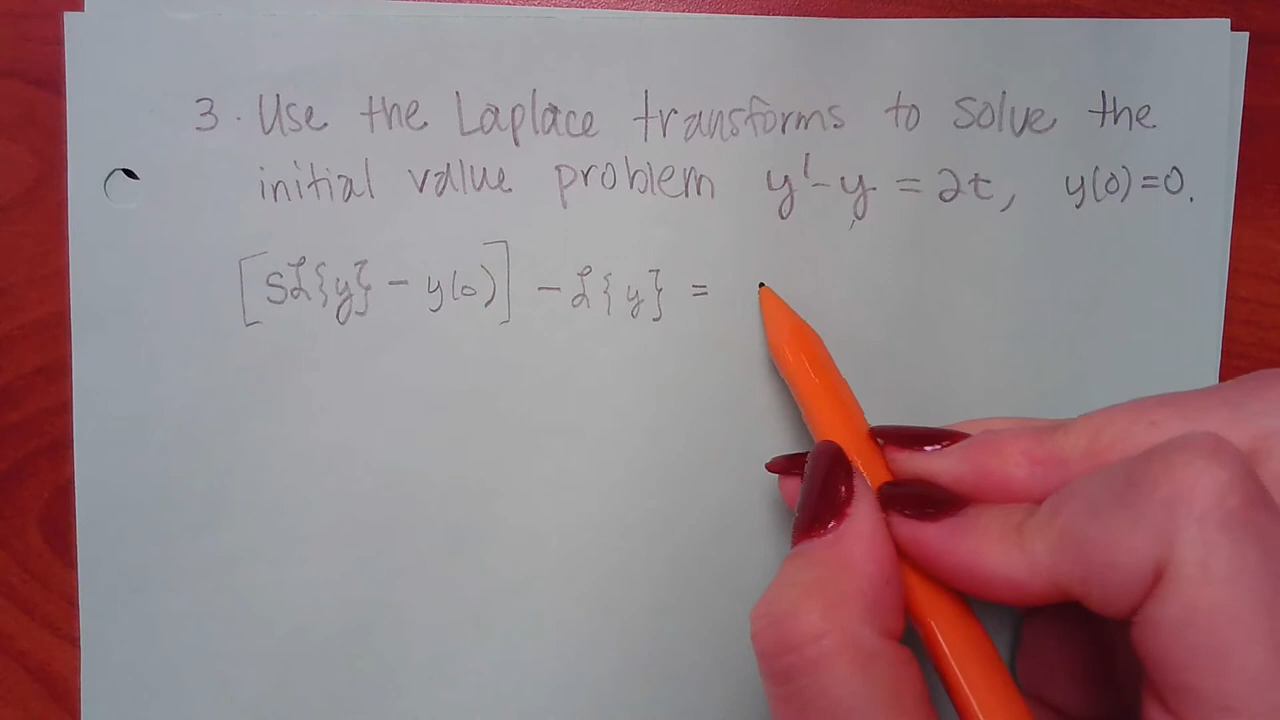 3. Use the Laplace transforms to solve the
initial value problem y' - y = 2t, y(0) = 0.
[sℒ{y} - y(0)] - ℒ{y} =